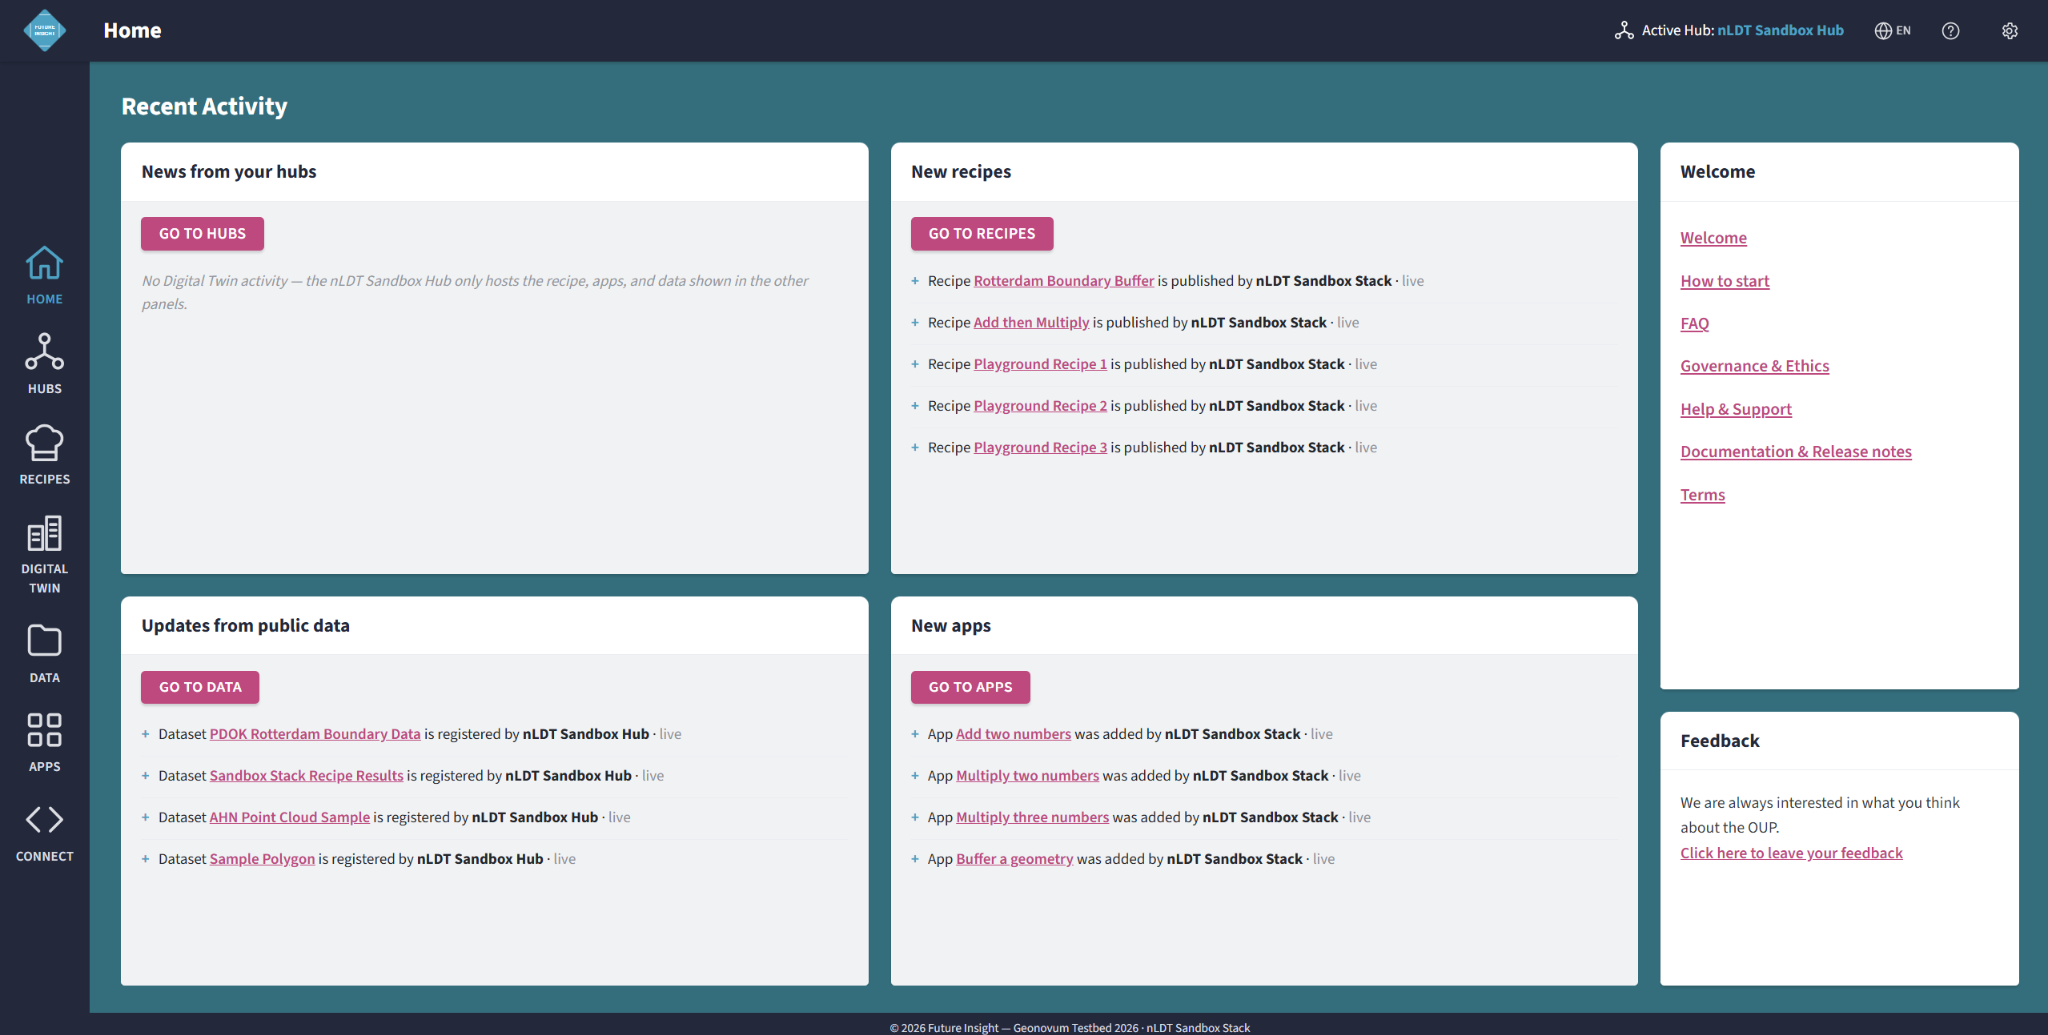 FUTURE
INSIGHT
Home
Active Hub: nLDT Sandbox Hub
EN
HOME
HUBS
RECIPES
DIGITAL
TWIN
DATA
APPS
CONNECT
Recent Activity
News from your hubs
GO TO HUBS
No Digital Twin activity — the nLDT Sandbox Hub only hosts the recipe, apps, and data shown in the other
panels.
New recipes
GO TO RECIPES
+ Recipe Rotterdam Boundary Buffer is published by nLDT Sandbox Stack · live
+ Recipe Add then Multiply is published by nLDT Sandbox Stack · live
+ Recipe Playground Recipe 1 is published by nLDT Sandbox Stack · live
+ Recipe Playground Recipe 2 is published by nLDT Sandbox Stack · live
+ Recipe Playground Recipe 3 is published by nLDT Sandbox Stack · live
Welcome
Welcome
How to start
FAQ
Governance & Ethics
Help & Support
Documentation & Release notes
Terms
Updates from public data
GO TO DATA
+ Dataset PDOK Rotterdam Boundary Data is registered by nLDT Sandbox Hub · live
+ Dataset Sandbox Stack Recipe Results is registered by nLDT Sandbox Hub · live
+ Dataset AHN Point Cloud Sample is registered by nLDT Sandbox Hub · live
+ Dataset Sample Polygon is registered by nLDT Sandbox Hub · live
New apps
GO TO APPS
+ App Add two numbers was added by nLDT Sandbox Stack · live
+ App Multiply two numbers was added by nLDT Sandbox Stack · live
+ App Multiply three numbers was added by nLDT Sandbox Stack · live
+ App Buffer a geometry was added by nLDT Sandbox Stack · live
Feedback
We are always interested in what you think
about the OUP.
Click here to leave your feedback
© 2026 Future Insight — Geonovum Testbed 2026 · nLDT Sandbox Stack